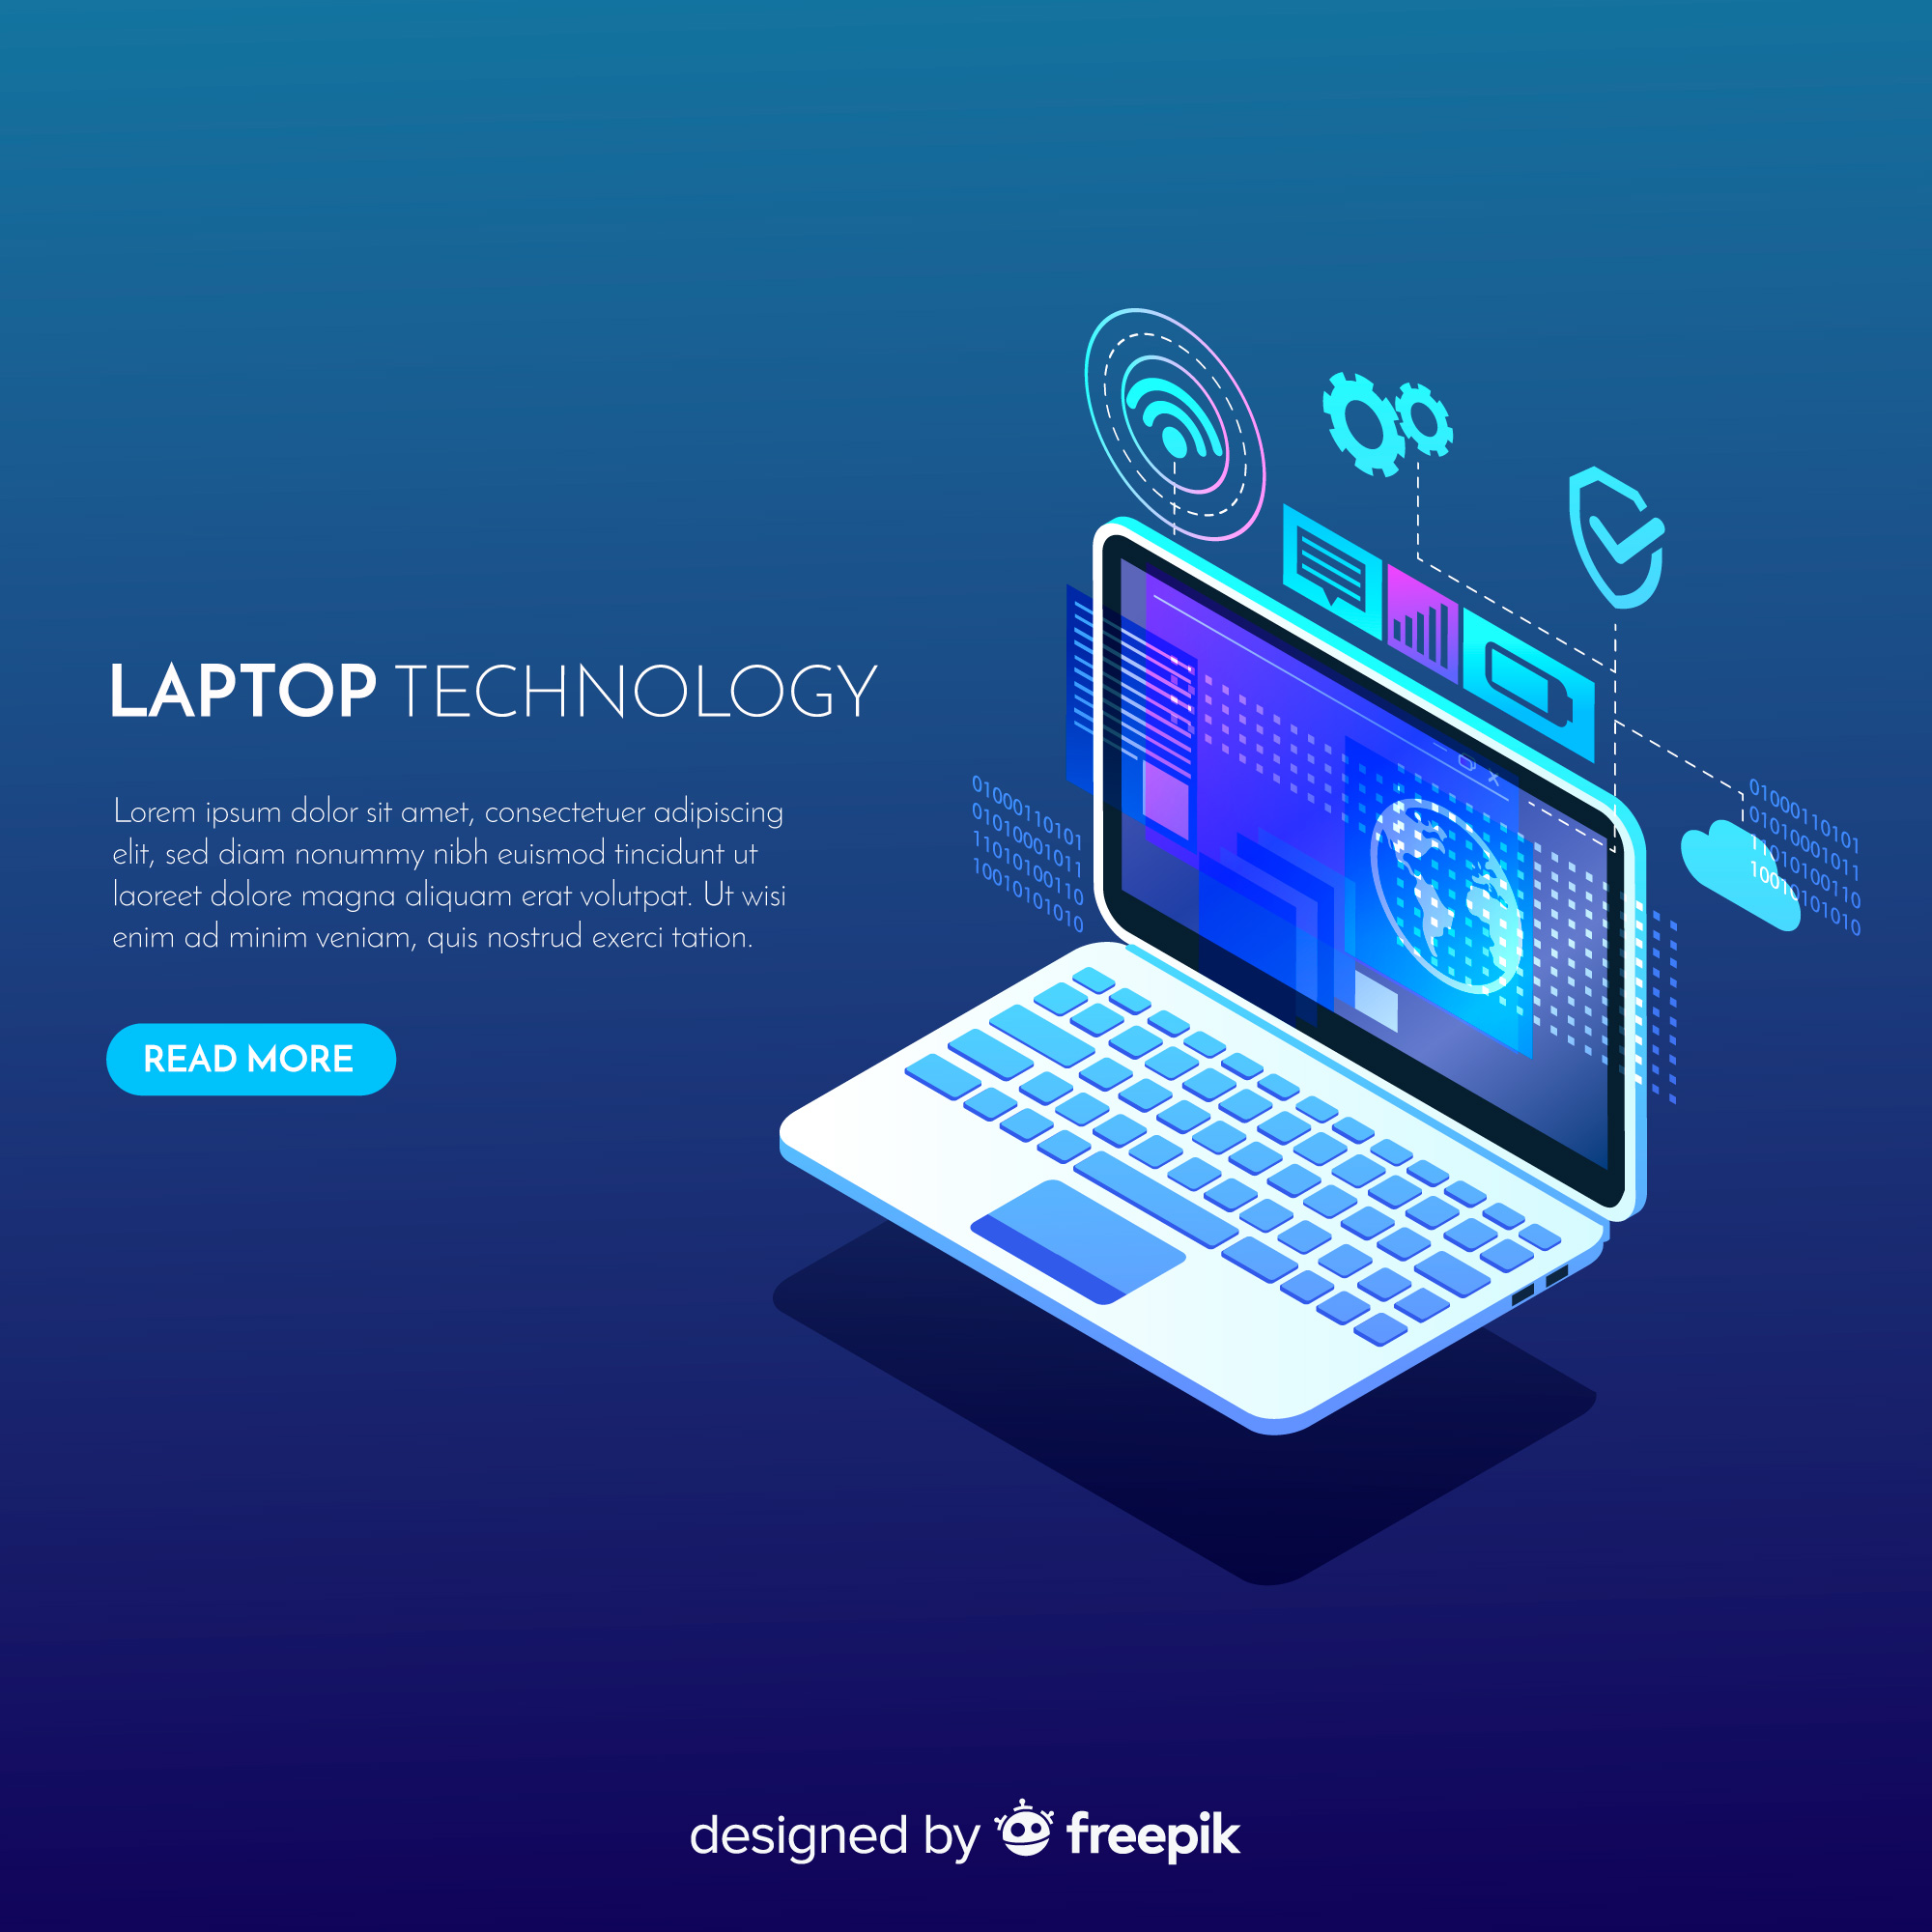 LAPTOP TECHNOLOGY
Lorem ipsum dolor sit amet, consectetuer adipiscing
elit, sed diam nonummy nibh euismod tincidunt ut
laoreet dolore magna aliquam erat volutpat. Ut wisi
enim ad minim veniam, quis nostrud exerci tation.
READ MORE
01000110101
01010001011
11010100110
10010101010
01000110101
01010001011
11010100110
10010101010
designed by freepik